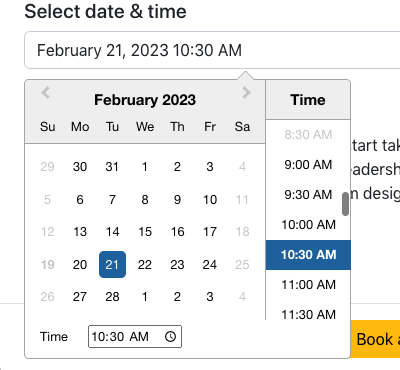 Select date & time
February 21, 2023 10:30 AM
February 2023
Su Mo Tu We Th Fr Sa
29 30 31 1 2 3 4
5 6 7 8 9 10 11
12 13 14 15 16 17 18
19 20 21 22 23 24 25
26 27 28 1 2 3 4
Time 10:30 AM
Time
8:30 AM
9:00 AM
9:30 AM
10:00 AM
10:30 AM
11:00 AM
11:30 AM
Book